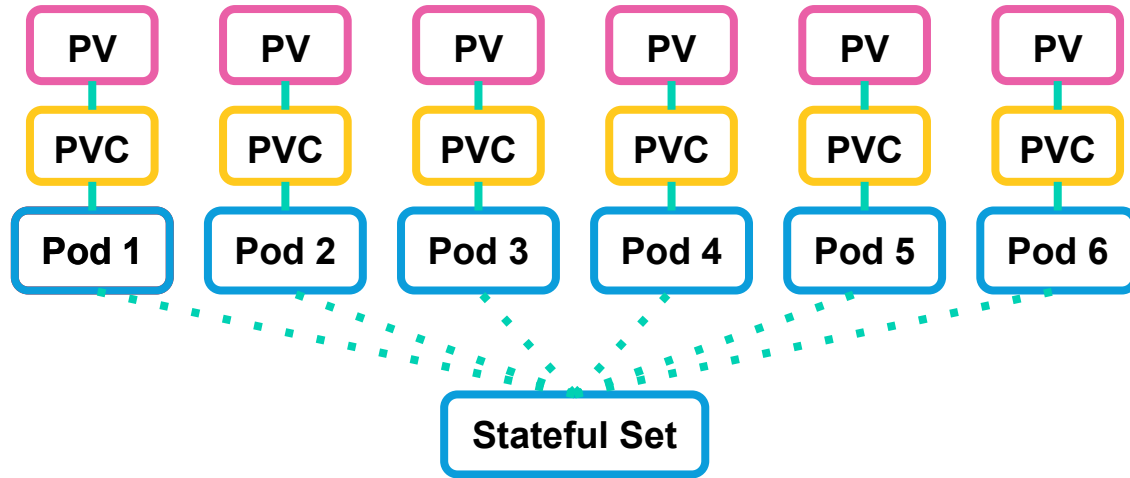 PV PV PV PV PV PV
PVC PVC PVC PVC PVC PVC
Pod 1 Pod 2 Pod 3 Pod 4 Pod 5 Pod 6
Stateful Set